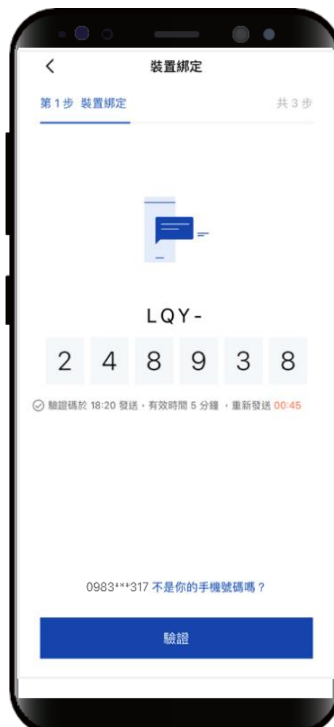 裝置綁定
第 1 步 裝置綁定 共 3 步
LQY-
2 4 8 9 3 8
驗證碼於 18:20 發送，有效時間 5 分鐘 ，重新發送 00:45
0983***317 不是你的手機號碼嗎？
驗證